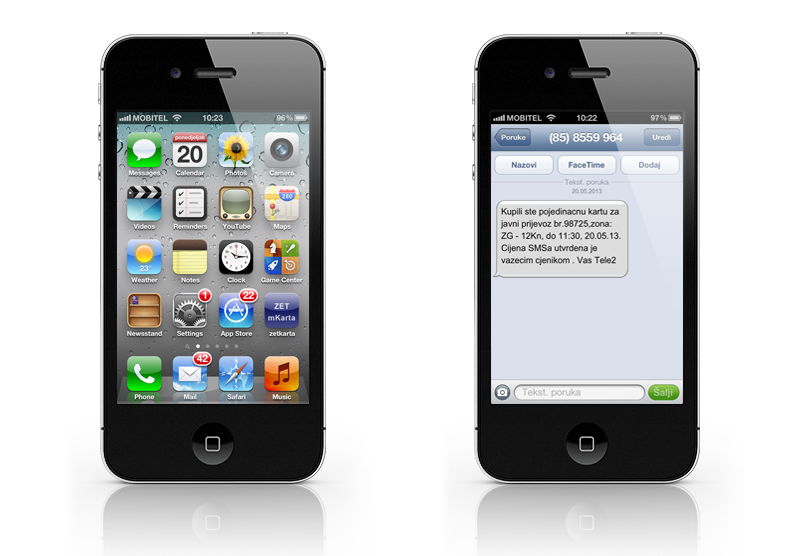 MOBITEL 10:23 96%
ponedjeljak
20
Messages Calendar Photos Camera
280
Videos Reminders YouTube Maps
23°
Weather Notes Clock Game Center
1 22
ZET
mKarta
Newsstand Settings App Store zetkarta
42
Phone Mail Safari Music
MOBITEL 10:22 97%
Poruke (85) 8559 964 Uredi
Nazovi FaceTime Dodaj
Tekst. poruka
20.05.2013
Kupili ste pojedinacnu kartu za
javni prijevoz br.98725,zona:
ZG - 12Kn, do 11:30, 20.05.13.
Cijena SMSa utvrdena je
vazecim cjenikom . Vas Tele2
Tekst. poruka Šalji